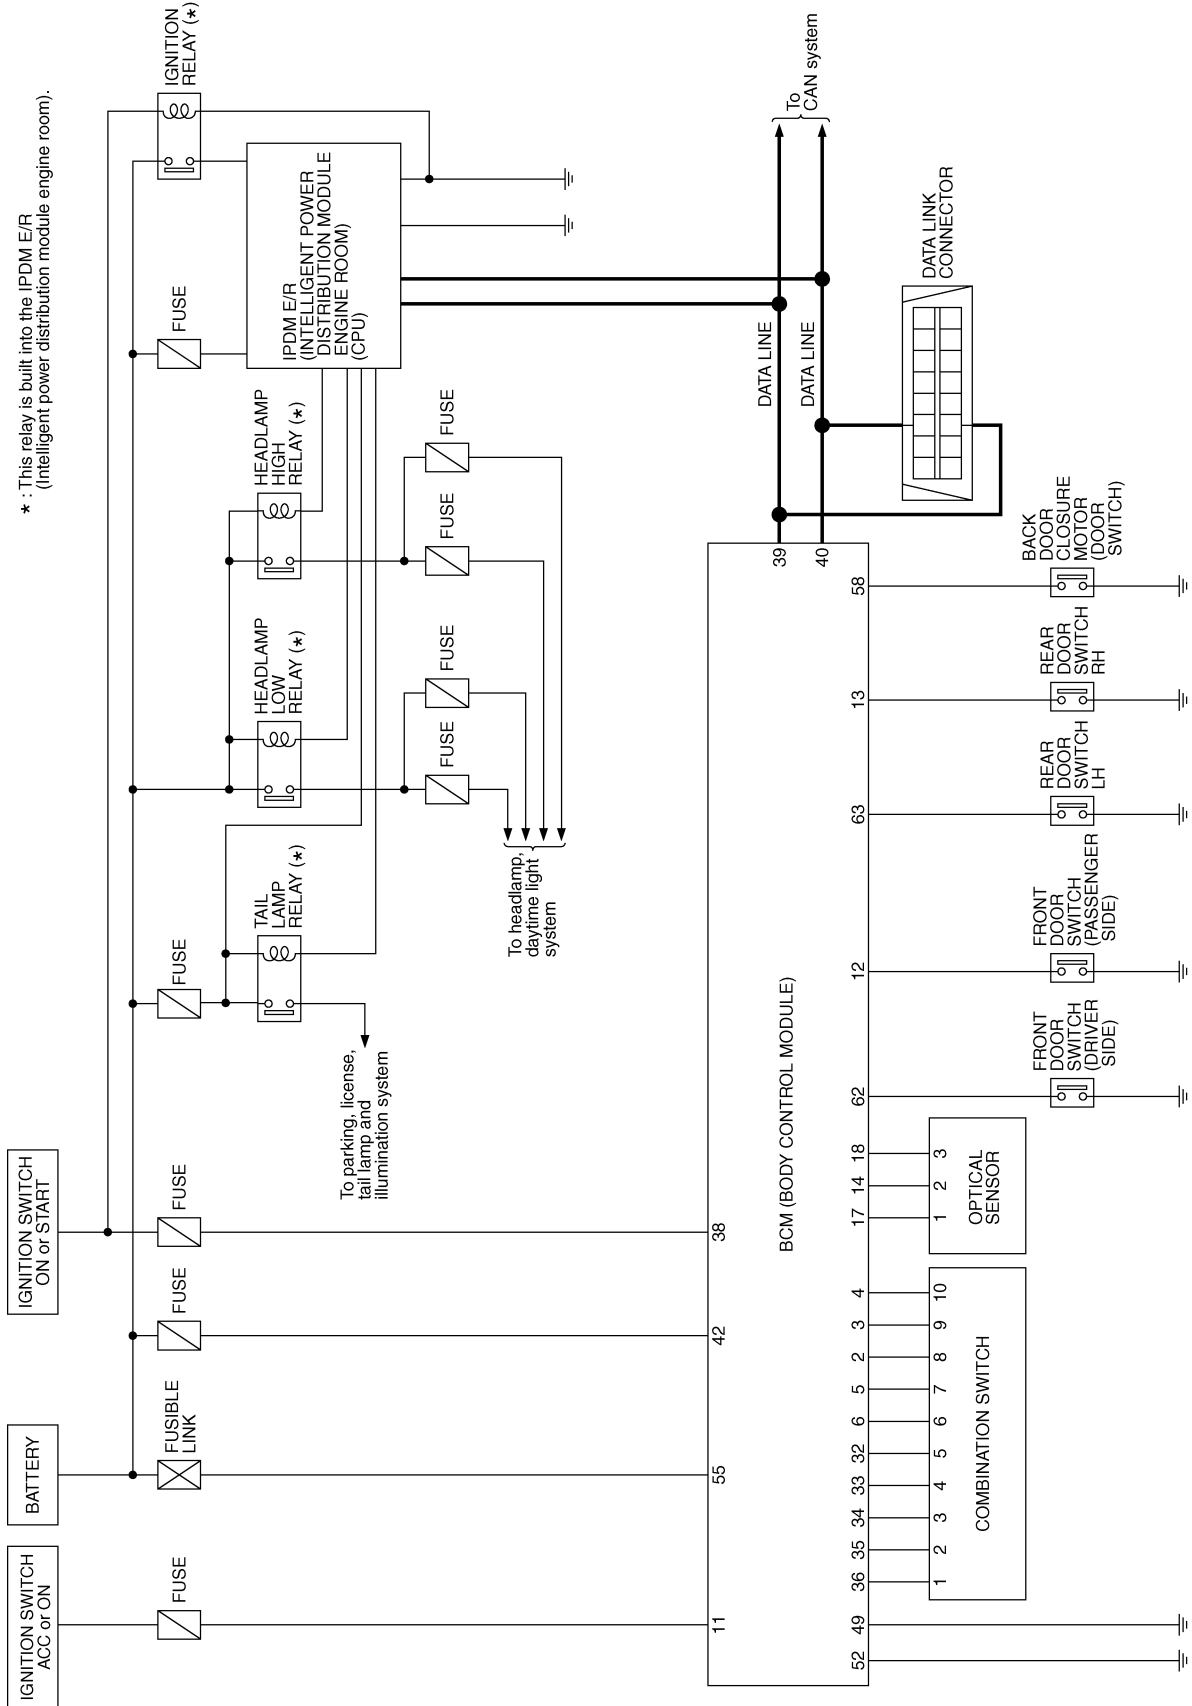 * : This relay is built into the IPDM E/R
(Intelligent power distribution module engine room).
IGNITION SWITCH
ACC or ON
BATTERY
IGNITION SWITCH
ON or START
FUSE
FUSIBLE
LINK
FUSE
FUSE
FUSE
FUSE
IGNITION
RELAY (*)
TAIL
LAMP
RELAY (*)
HEADLAMP
LOW
RELAY (*)
HEADLAMP
HIGH
RELAY (*)
IPDM E/R
(INTELLIGENT POWER
DISTRIBUTION MODULE
ENGINE ROOM)
(CPU)
To parking, license,
tail lamp and
illumination system
FUSE
FUSE
FUSE
FUSE
To headlamp,
daytime light
system
11
55
42
38
BCM (BODY CONTROL MODULE)
39
40
DATA LINE
DATA LINE
To
CAN system
DATA LINK
CONNECTOR
52
49
36
35
34
33
32
6
5
2
3
4
17
14
18
62
12
63
13
58
1
2
3
4
5
6
7
8
9
10
COMBINATION SWITCH
1
2
3
OPTICAL
SENSOR
FRONT
DOOR
SWITCH
(DRIVER
SIDE)
FRONT
DOOR
SWITCH
(PASSENGER
SIDE)
REAR
DOOR
SWITCH
LH
REAR
DOOR
SWITCH
RH
BACK
DOOR
CLOSURE
MOTOR
(DOOR
SWITCH)